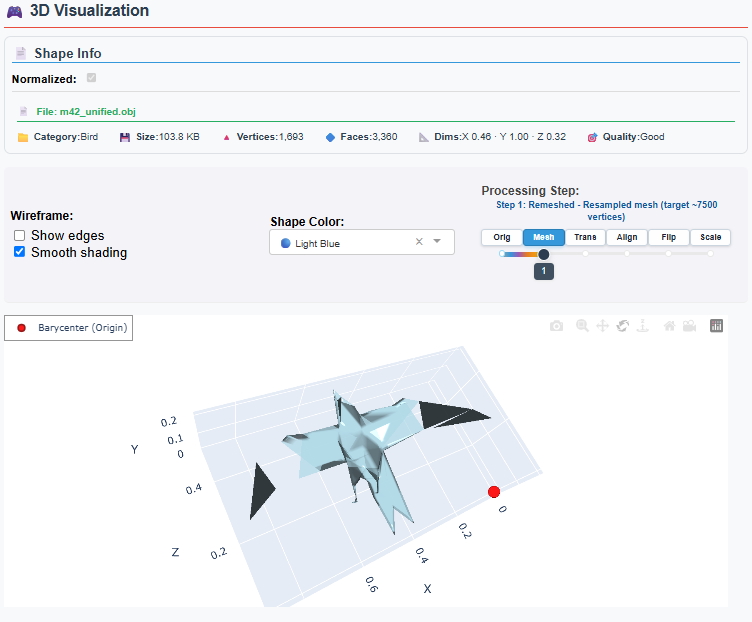 3D Visualization
Shape Info
Normalized:
File: m42_unified.obj
Category:Bird Size:103.8 KB Vertices:1,693 Faces:3,360 Dims:X 0.46 · Y 1.00 · Z 0.32 Quality:Good
Processing Step:
Step 1: Remeshed - Resampled mesh (target ~7500
vertices)
Wireframe:
Show edges
Smooth shading
Shape Color:
Light Blue
Orig Mesh Trans Align Flip Scale
1
Barycenter (Origin)
0.2
0.1
0
Y
0.4
Z
0.2
0
0.2
0.4
0.6
X